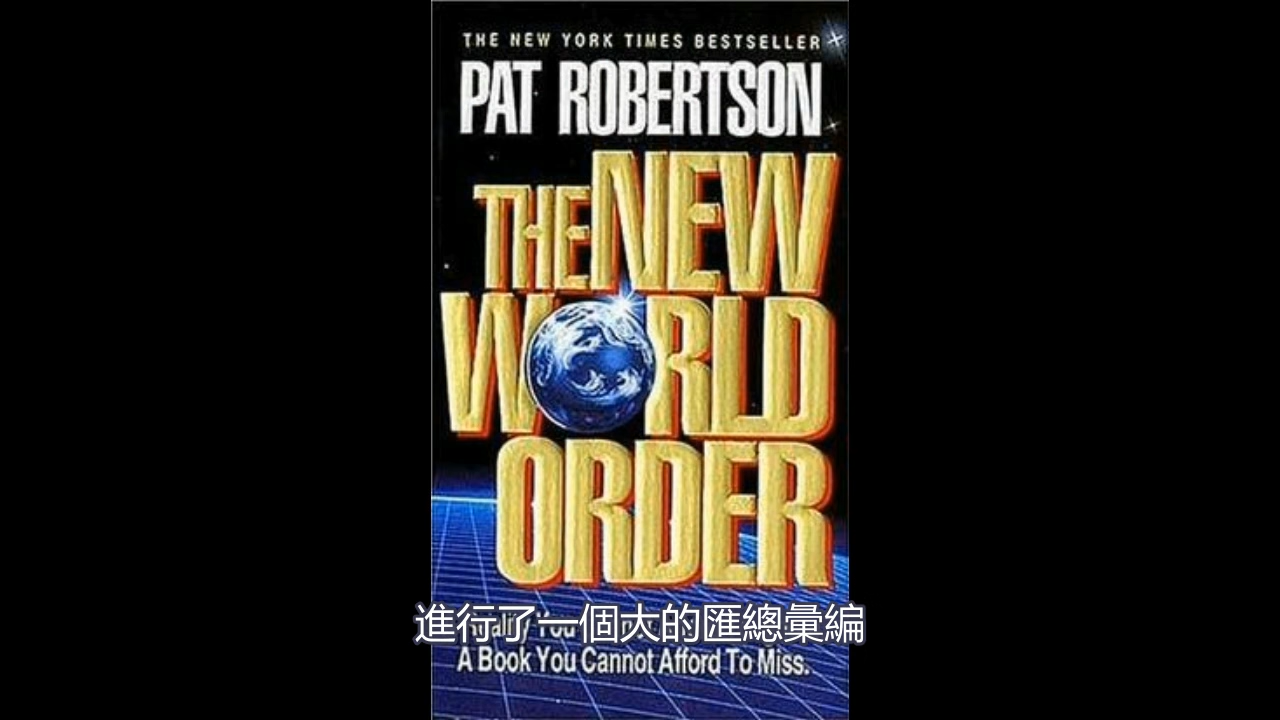 THE NEW YORK TIMES BESTSELLER
PAT ROBERTSON
THE NEW
WORLD
ORDER
進行了一個大的匯總彙編
You
A Book You Cannot Afford To Miss.